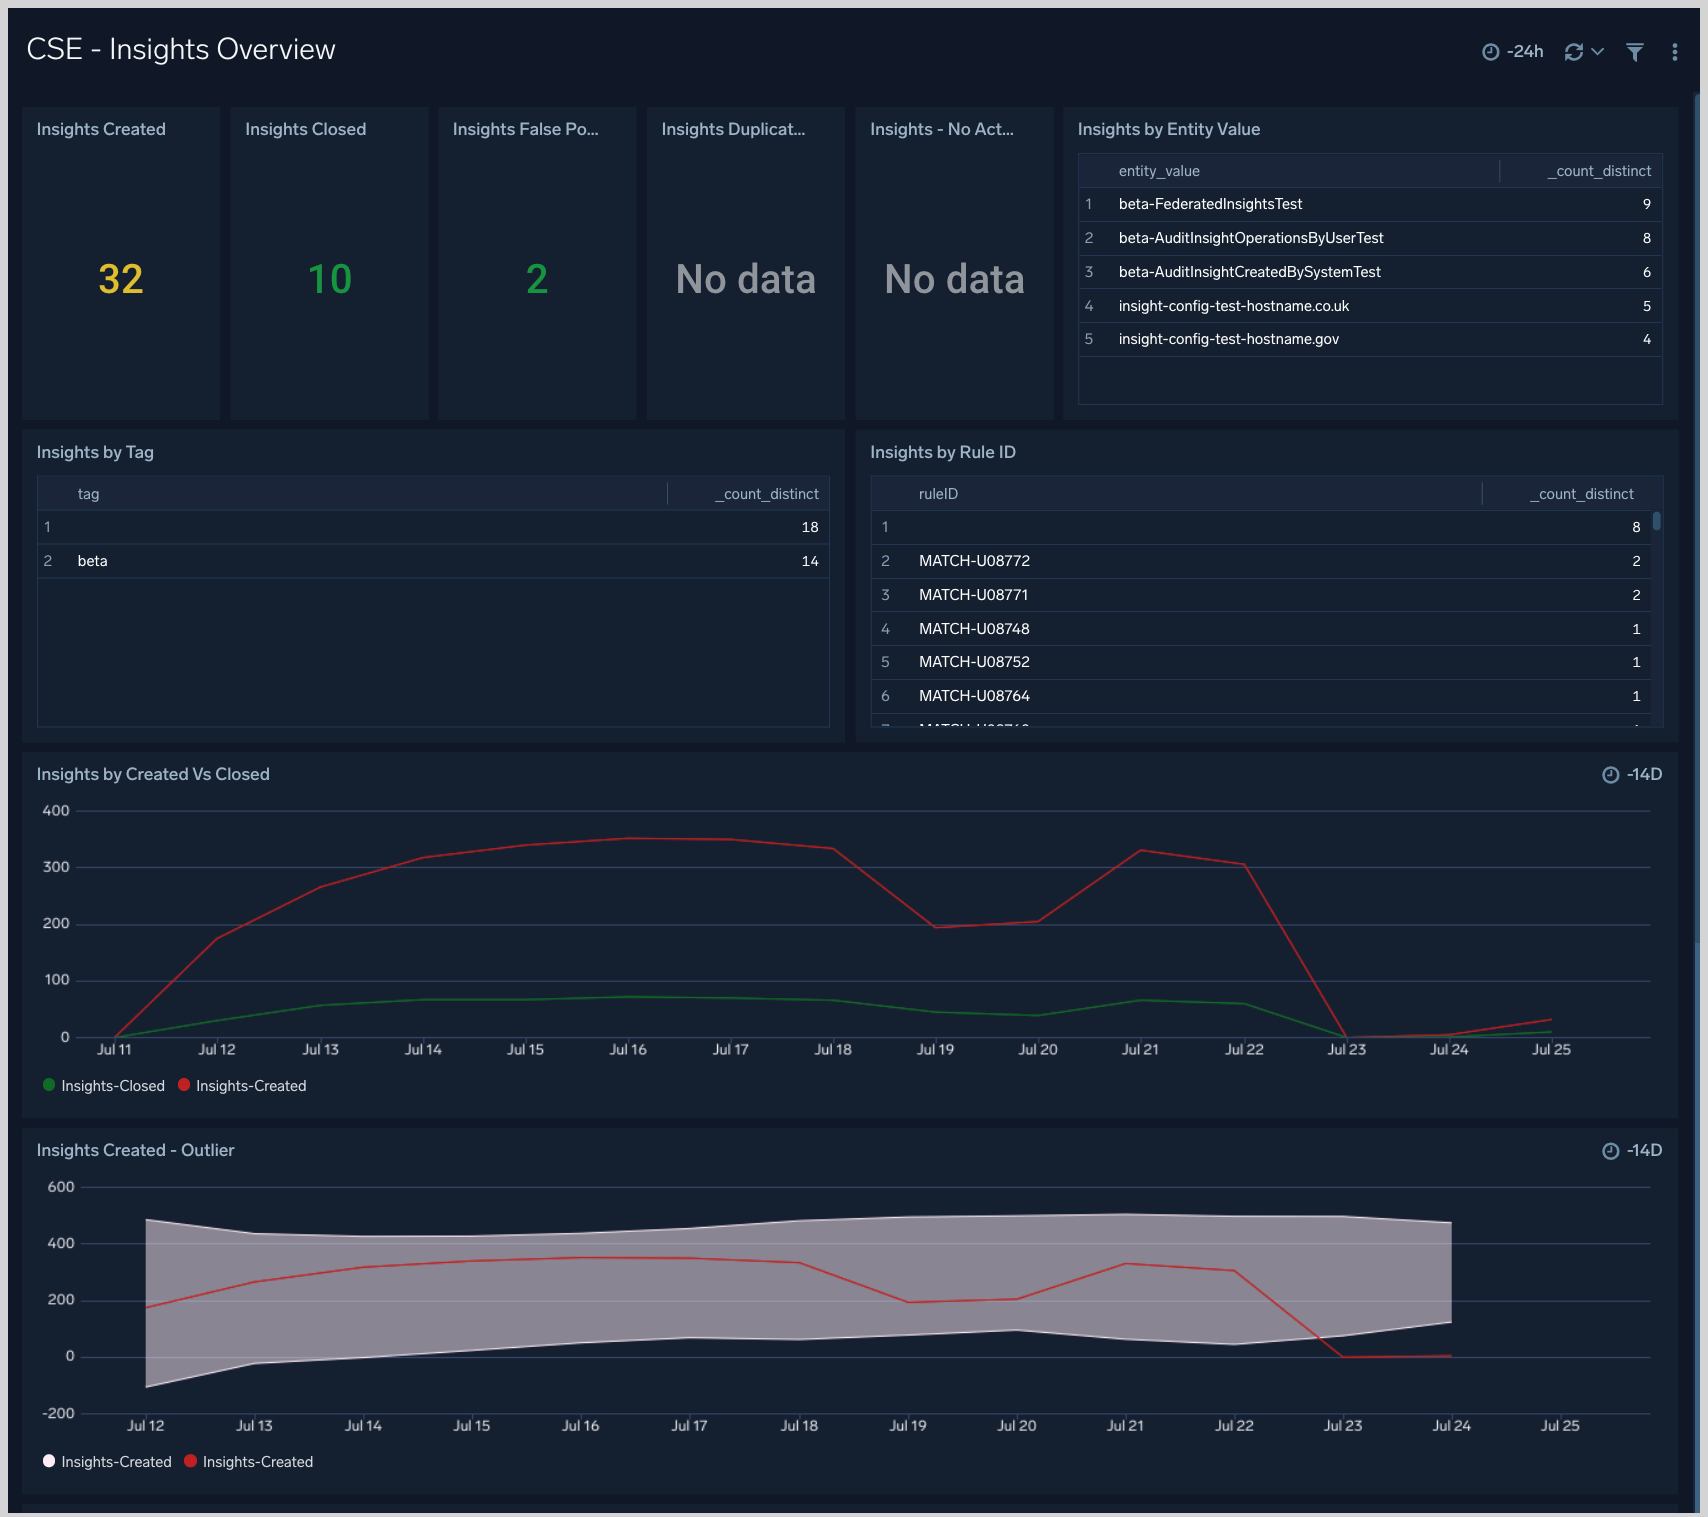 CSE - Insights Overview
-24h
Insights Created
32
Insights Closed
10
Insights False Po...
2
Insights Duplicat...
No data
Insights - No Act...
No data
Insights by Entity Value
entity_value _count_distinct
1 beta-FederatedInsightsTest 9
2 beta-AuditInsightOperationsByUserTest 8
3 beta-AuditInsightCreatedBySystemTest 6
4 insight-config-test-hostname.co.uk 5
5 insight-config-test-hostname.gov 4
Insights by Tag
tag _count_distinct
1 18
2 beta 14
Insights by Rule ID
ruleID _count_distinct
1 8
2 MATCH-U08772 2
3 MATCH-U08771 2
4 MATCH-U08748 1
5 MATCH-U08752 1
6 MATCH-U08764 1
Insights by Created Vs Closed
-14D
400
300
200
100
0
Jul 11 Jul 12 Jul 13 Jul 14 Jul 15 Jul 16 Jul 17 Jul 18 Jul 19 Jul 20 Jul 21 Jul 22 Jul 23 Jul 24 Jul 25
Insights-Closed Insights-Created
Insights Created - Outlier
-14D
600
400
200
0
-200
Jul 12 Jul 13 Jul 14 Jul 15 Jul 16 Jul 17 Jul 18 Jul 19 Jul 20 Jul 21 Jul 22 Jul 23 Jul 24 Jul 25
Insights-Created Insights-Created